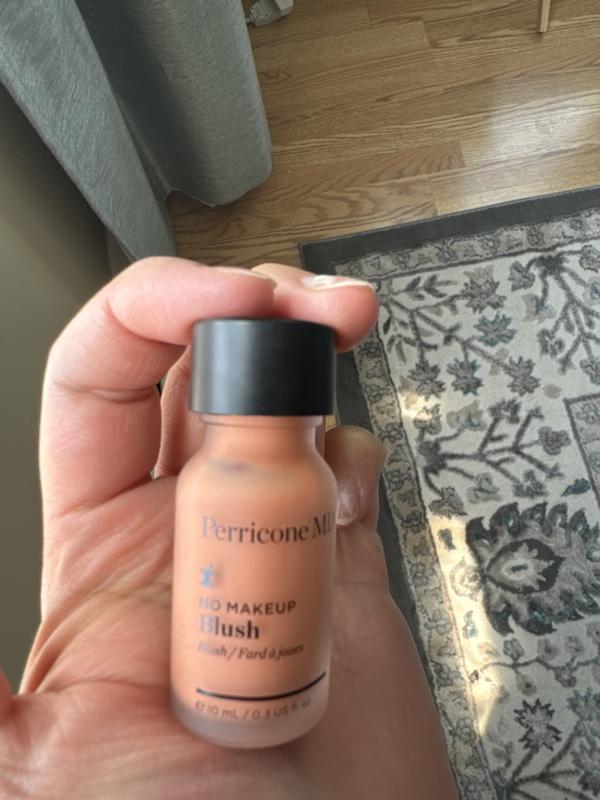 Perricone MD
NO MAKEUP
Blush
Blush / Fard à joues
℮ 10 mL / 0.3 US fl oz